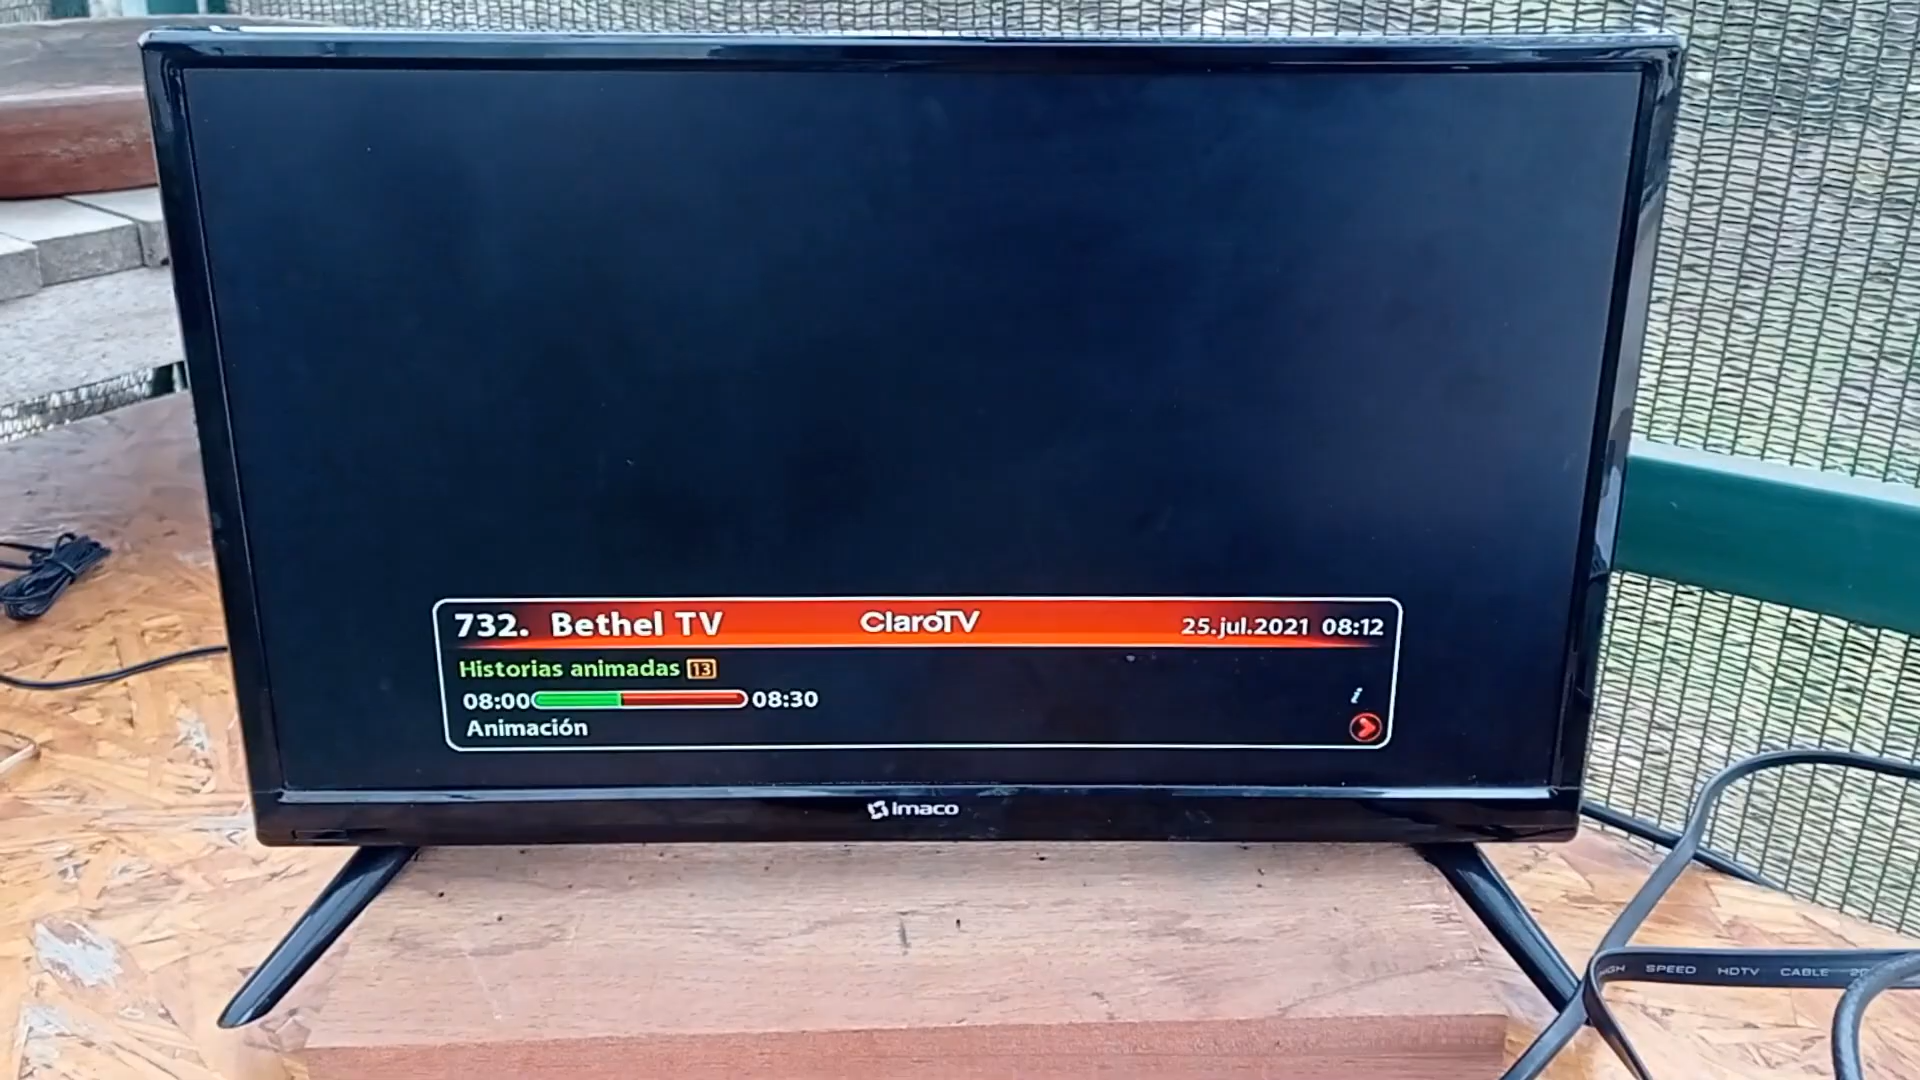 732. Bethel TV ClaroTV 25.jul.2021 08:12
Historias animadas 13
08:00 08:30 i
Animación
Imaco
SPEED HDTV CABLE